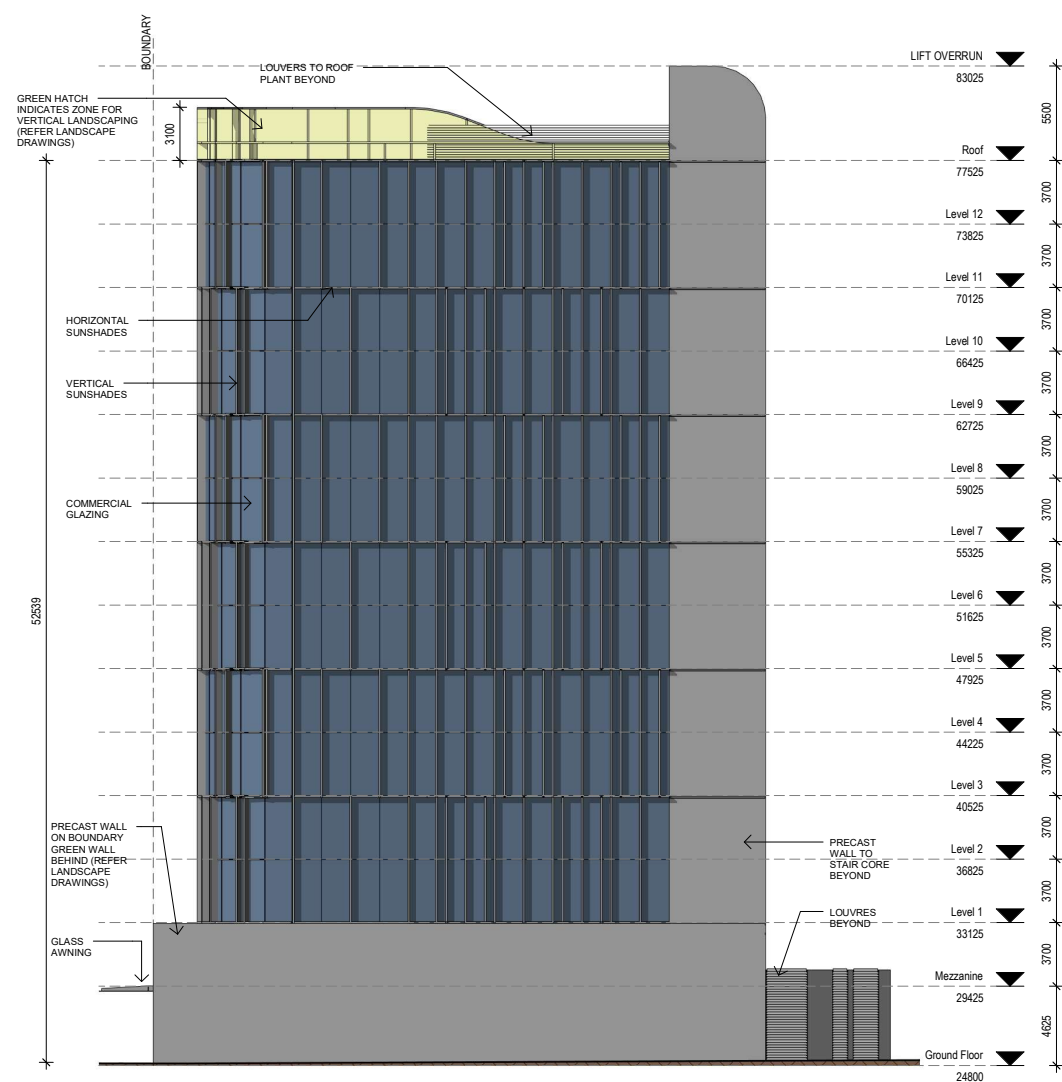 BOUNDARY
LIFT OVERRUN
83025
LOUVERS TO ROOF
PLANT BEYOND
GREEN HATCH
INDICATES ZONE FOR
VERTICAL LANDSCAPING
(REFER LANDSCAPE
DRAWINGS)
3100
5500
Roof
77525
3700
Level 12
73825
3700
Level 11
70125
3700
HORIZONTAL
SUNSHADES
Level 10
66425
3700
VERTICAL
SUNSHADES
Level 9
62725
3700
Level 8
59025
3700
COMMERCIAL
GLAZING
Level 7
55325
3700
52539
Level 6
51625
3700
Level 5
47925
3700
Level 4
44225
3700
Level 3
40525
3700
PRECAST WALL
ON BOUNDARY
GREEN WALL
BEHIND (REFER
LANDSCAPE
DRAWINGS)
PRECAST
WALL TO
STAIR CORE
BEYOND
Level 2
36825
3700
LOUVRES
BEYOND
Level 1
33125
3700
GLASS
AWNING
Mezzanine
29425
4625
Ground Floor
24800